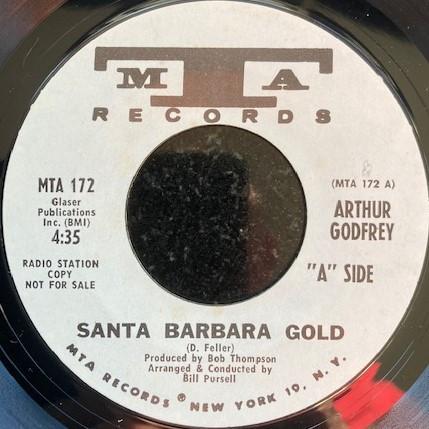 MTA
RECORDS
MTA 172
Glaser
Publications
Inc. (BMI)
4:35
RADIO STATION
COPY
NOT FOR SALE
(MTA 172 A)
ARTHUR
GODFREY
"A" SIDE
SANTA BARBARA GOLD
(D. Feller)
Produced by Bob Thompson
Arranged & Conducted by
Bill Pursell
MTA RECORDS ® NEW YORK 19, N.Y.